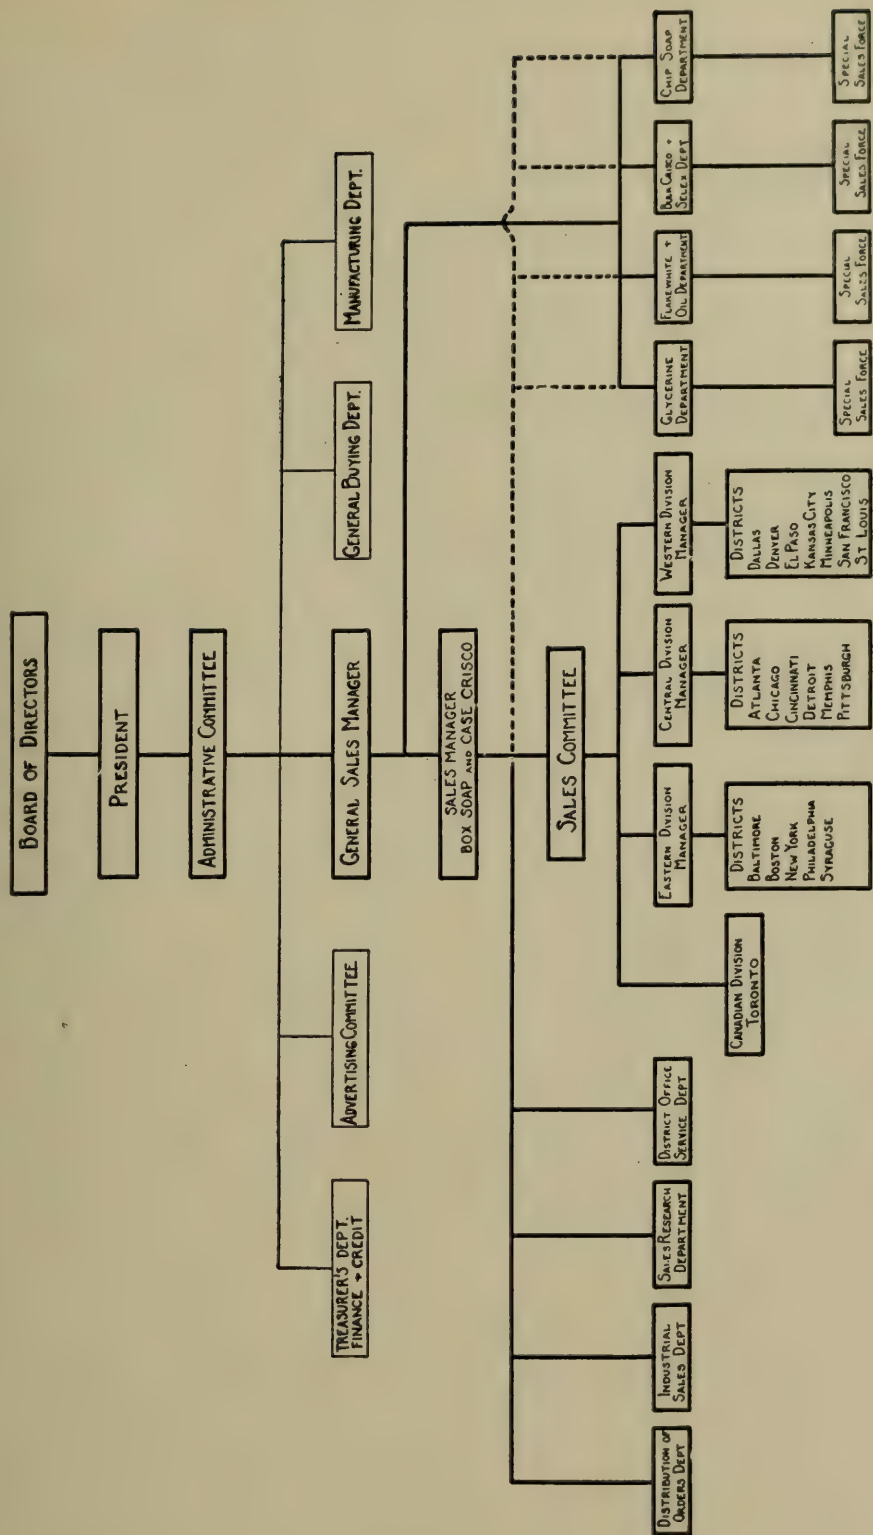 BOARD OF DIRECTORS
PRESIDENT
ADMINISTRATIVE COMMITTEE
TREASURER'S DEPT.
FINANCE + CREDIT
ADVERTISING COMMITTEE
GENERAL SALES MANAGER
GENERAL BUYING DEPT.
MANUFACTURING DEPT.
SALES MANAGER
BOX SOAP AND CASE CRISCO
SALES COMMITTEE
DISTRIBUTION OF
ORDERS DEPT
INDUSTRIAL
SALES DEPT
SALES RESEARCH
DEPARTMENT
DISTRICT OFFICE
SERVICE DEPT
CANADIAN DIVISION
TORONTO
EASTERN DIVISION
MANAGER
DISTRICTS
BALTIMORE
BOSTON
NEW YORK
PHILADELPHIA
SYRACUSE
CENTRAL DIVISION
MANAGER
DISTRICTS
ATLANTA
CHICAGO
CINCINNATI
DETROIT
MEMPHIS
PITTSBURGH
WESTERN DIVISION
MANAGER
DISTRICTS
DALLAS
DENVER
EL PASO
KANSAS CITY
MINNEAPOLIS
SAN FRANCISCO
ST LOUIS
GLYCERINE
DEPARTMENT
SPECIAL
SALES FORCE
FLAKEWHITE +
OIL DEPARTMENT
SPECIAL
SALES FORCE
BULK CRISCO +
SELEX DEPT
SPECIAL
SALES FORCE
CHIP SOAP
DEPARTMENT
SPECIAL
SALES FORCE